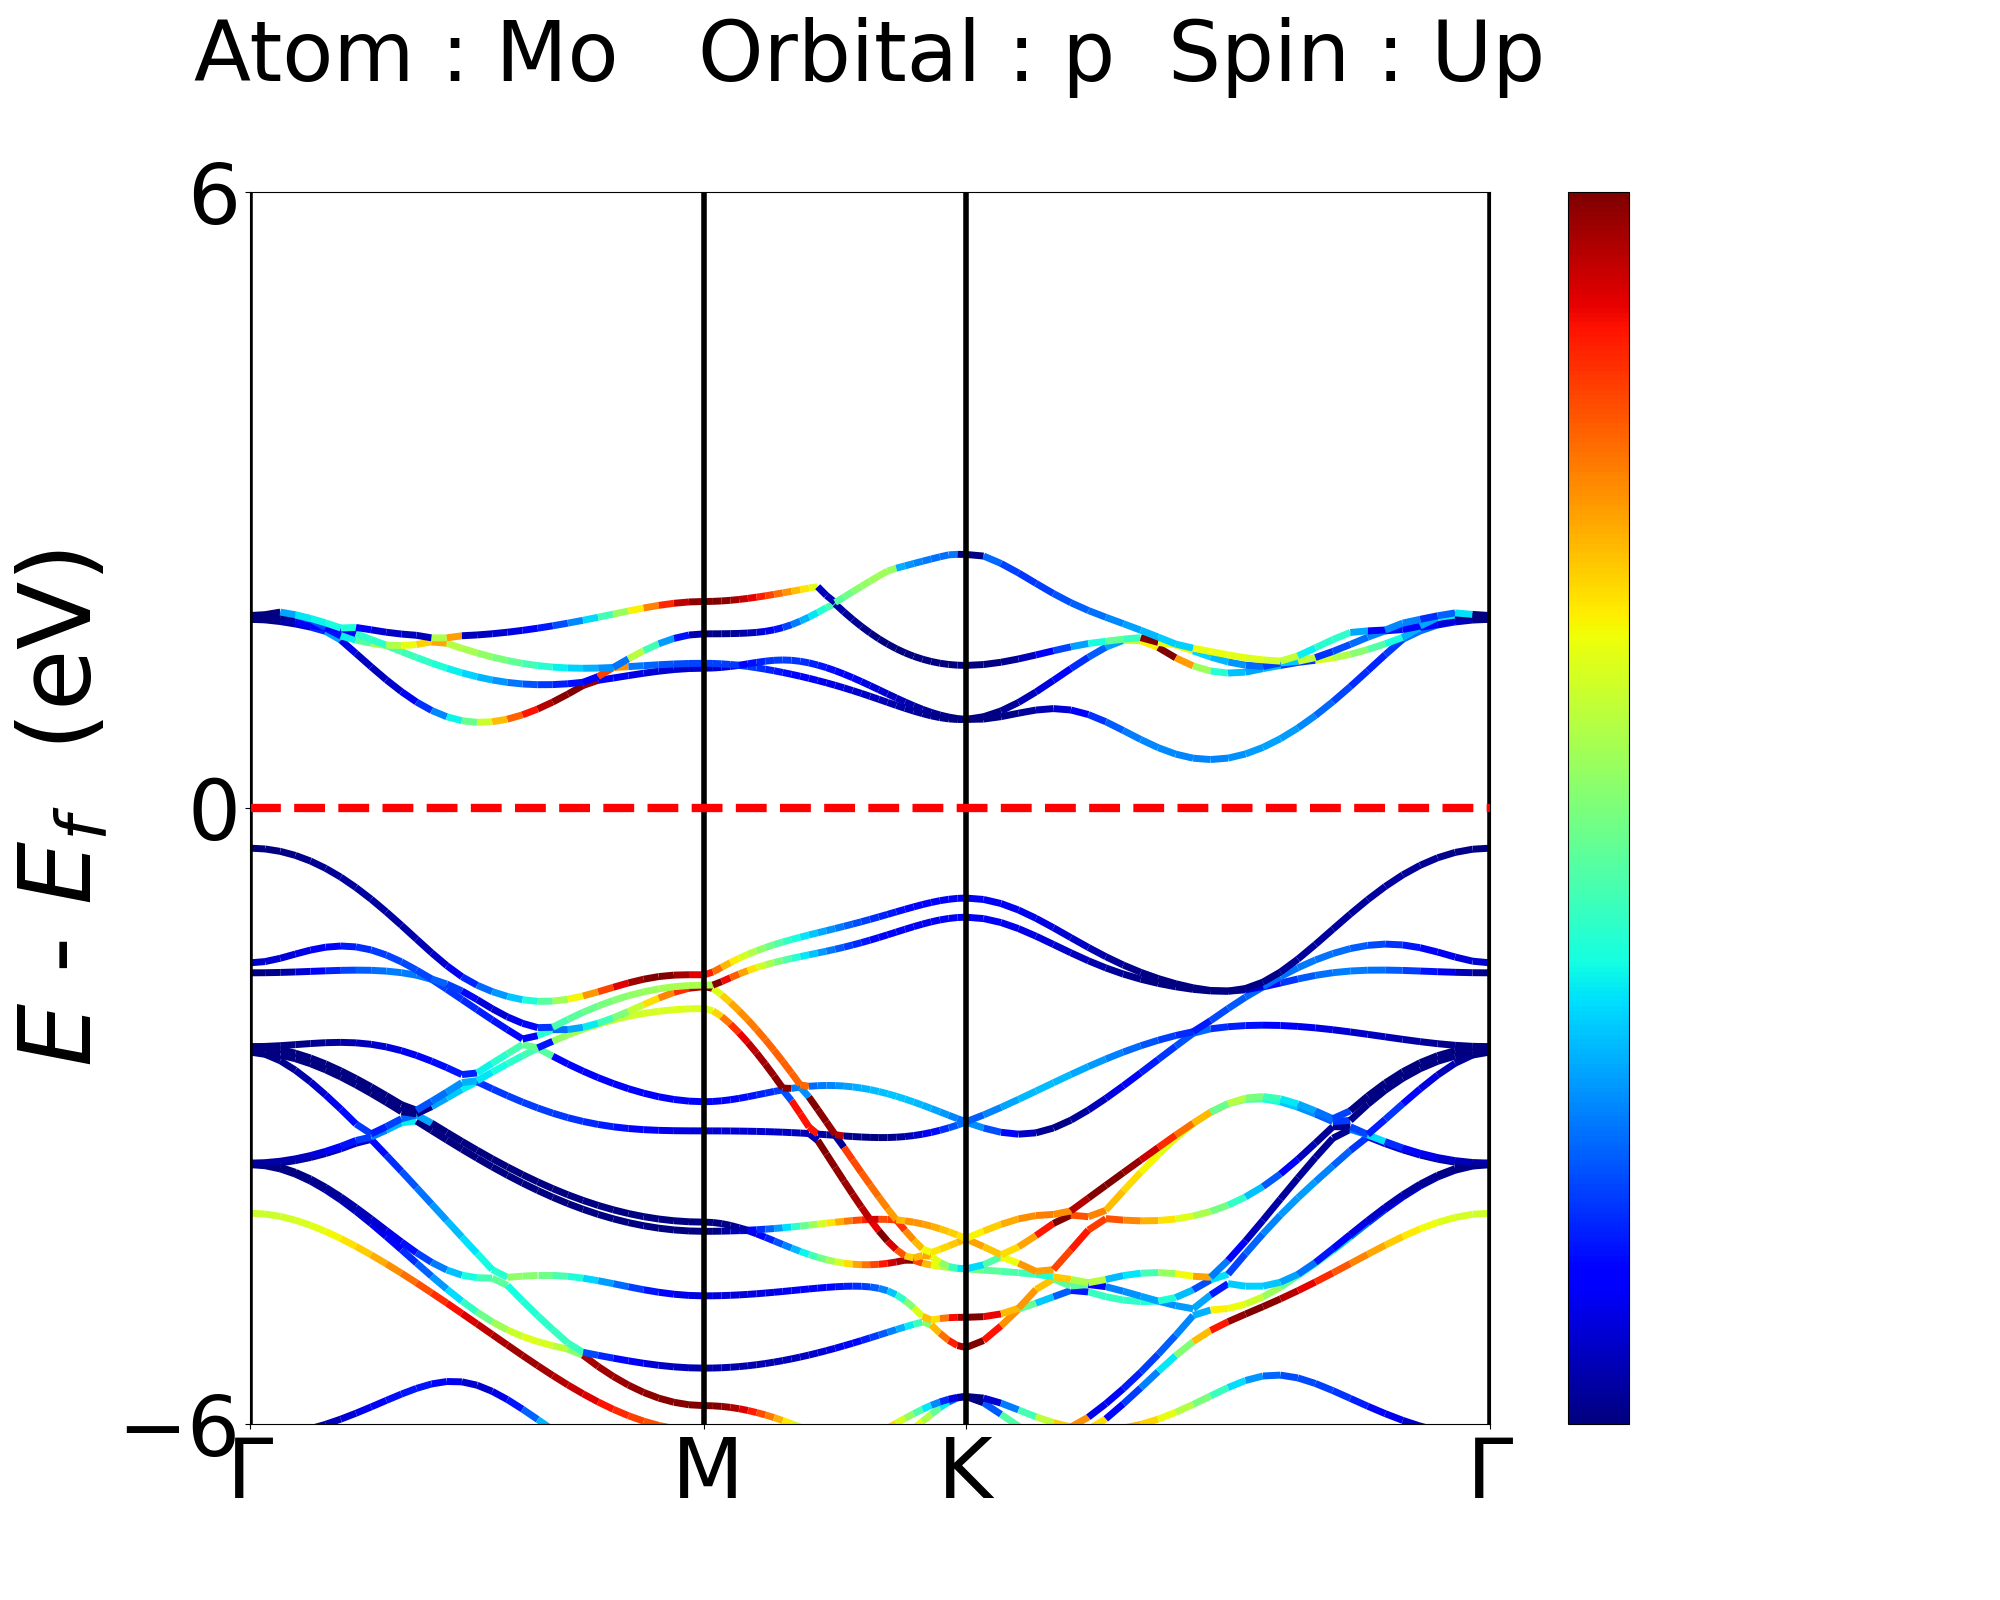 Atom : Mo Orbital : p Spin : Up
6
0
−6
E - E_f (eV)
Γ M K Γ